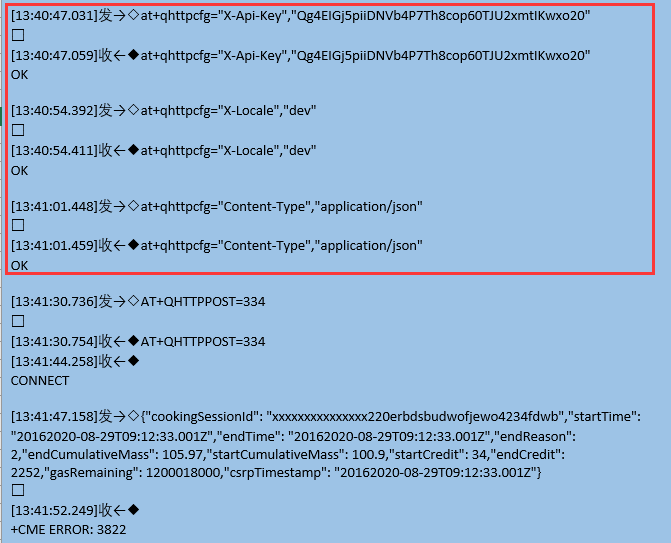 [13:40:47.031]发→◇at+qhttpcfg="X-Api-Key","Qg4EIGj5piiDNVb4P7Th8cop60TJU2xmtIKwxo20"
□
[13:40:47.059]收←◆at+qhttpcfg="X-Api-Key","Qg4EIGj5piiDNVb4P7Th8cop60TJU2xmtIKwxo20"
OK
[13:40:54.392]发→◇at+qhttpcfg="X-Locale","dev"
□
[13:40:54.411]收←◆at+qhttpcfg="X-Locale","dev"
OK
[13:41:01.448]发→◇at+qhttpcfg="Content-Type","application/json"
□
[13:41:01.459]收←◆at+qhttpcfg="Content-Type","application/json"
OK
[13:41:30.736]发→◇AT+QHTTPPOST=334
□
[13:41:30.754]收←◆AT+QHTTPPOST=334
[13:41:44.258]收←◆
CONNECT
[13:41:47.158]发→◇{"cookingSessionId": "xxxxxxxxxxxxxxx220erbdsbudwofjewo4234fdwb","startTime":
"20162020-08-29T09:12:33.001Z","endTime": "20162020-08-29T09:12:33.001Z","endReason":
2,"endCumulativeMass": 105.97,"startCumulativeMass": 100.9,"startCredit": 34,"endCredit":
2252,"gasRemaining": 1200018000,"csrpTimestamp": "20162020-08-29T09:12:33.001Z"}
□
[13:41:52.249]收←◆
+CME ERROR: 3822